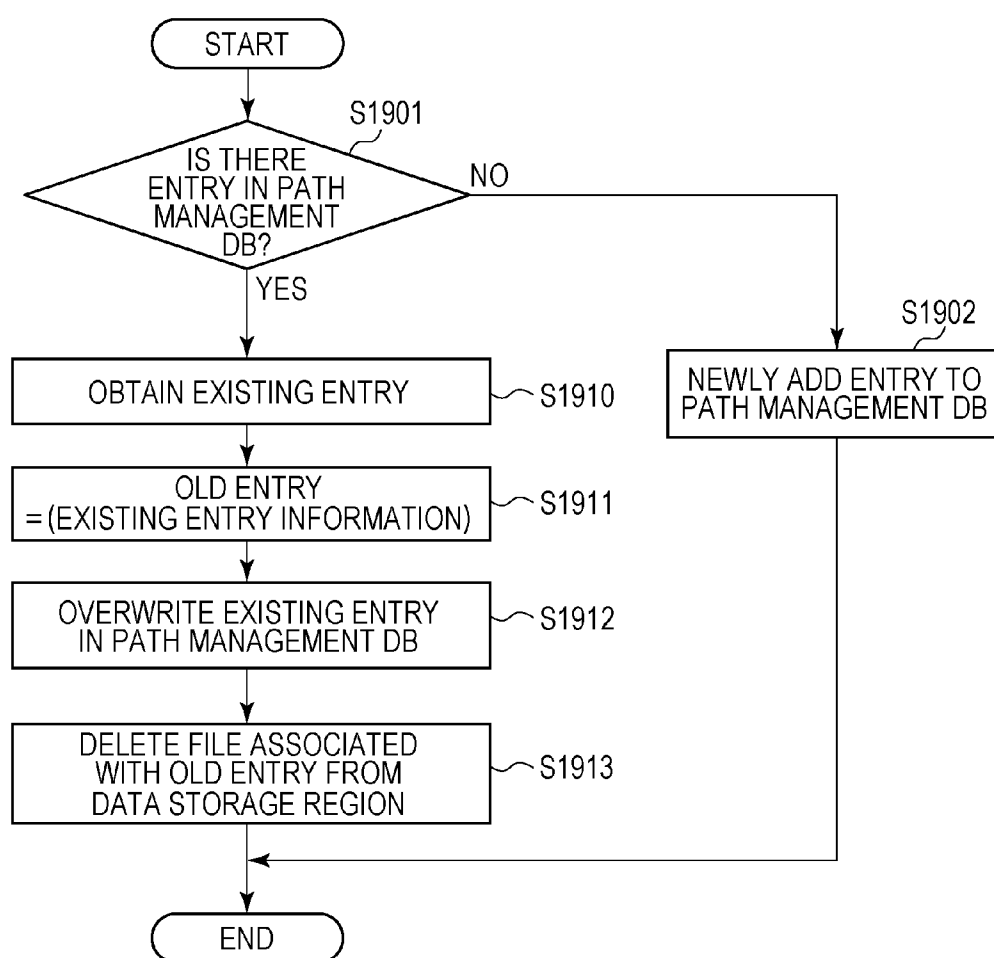 START
S1901
IS THERE
ENTRY IN PATH
MANAGEMENT
DB?
NO
YES
S1902
NEWLY ADD ENTRY TO
PATH MANAGEMENT DB
OBTAIN EXISTING ENTRY
S1910
OLD ENTRY
=(EXISTING ENTRY INFORMATION)
S1911
OVERWRITE EXISTING ENTRY
IN PATH MANAGEMENT DB
S1912
DELETE FILE ASSOCIATED
WITH OLD ENTRY FROM
DATA STORAGE REGION
S1913
END